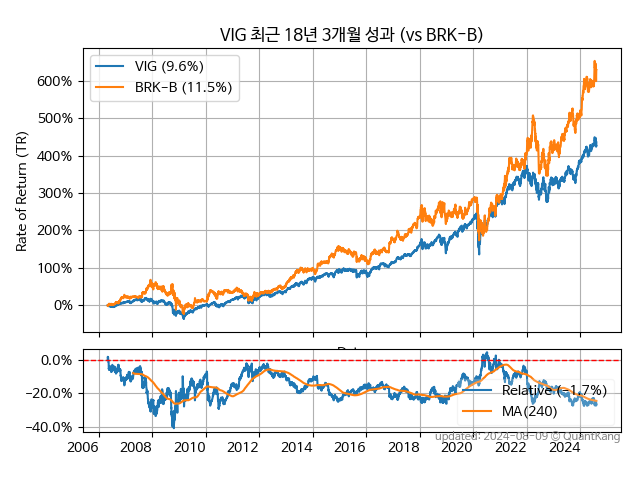 VIG 최근 18년 3개월 성과 (vs BRK-B)
VIG (9.6%)
BRK-B (11.5%)
Rate of Return (TR)
600%
500%
400%
300%
200%
100%
0%
0.0%
-20.0%
-40.0%
Relative (-1.7%)
MA(240)
2006 2008 2010 2012 2014 2016 2018 2020 2022 2024
updated: 2024-08-09 © QuantKang